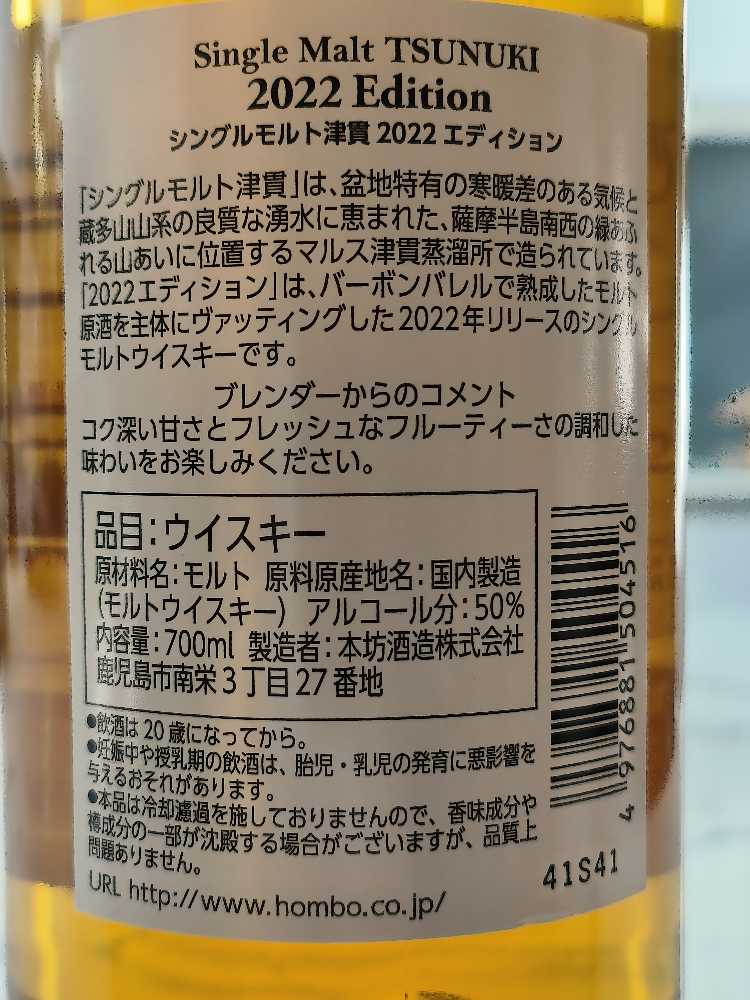 Single Malt TSUNUKI
2022 Edition
シングルモルト津貫 2022 エディション
「シングルモルト津貫」は、盆地特有の寒暖差のある気候と
蔵多山山系の良質な湧水に恵まれた、薩摩半島南西の緑あふ
れる山あいに位置するマルス津貫蒸溜所で造られています。
「2022エディション」は、バーボンバレルで熟成したモルト
原酒を主体にヴァッティングした2022年リリースのシングル
モルトウイスキーです。
ブレンダーからのコメント
コク深い甘さとフレッシュなフルーティーさの調和した
味わいをお楽しみください。
品目：ウイスキー
原材料名：モルト 原料原産地名：国内製造
(モルトウイスキー) アルコール分：50%
内容量：700ml 製造者：本坊酒造株式会社
鹿児島市南栄3丁目27番地
●飲酒は20歳になってから。
●妊娠中や授乳期の飲酒は、胎児・乳児の発育に悪影響を
与えるおそれがあります。
●本品は冷却濾過を施しておりませんので、香味成分や
樽成分の一部が沈殿する場合がございますが、品質上
問題ありません。
URL http://www.hombo.co.jp/
4 976881 504516
41S41